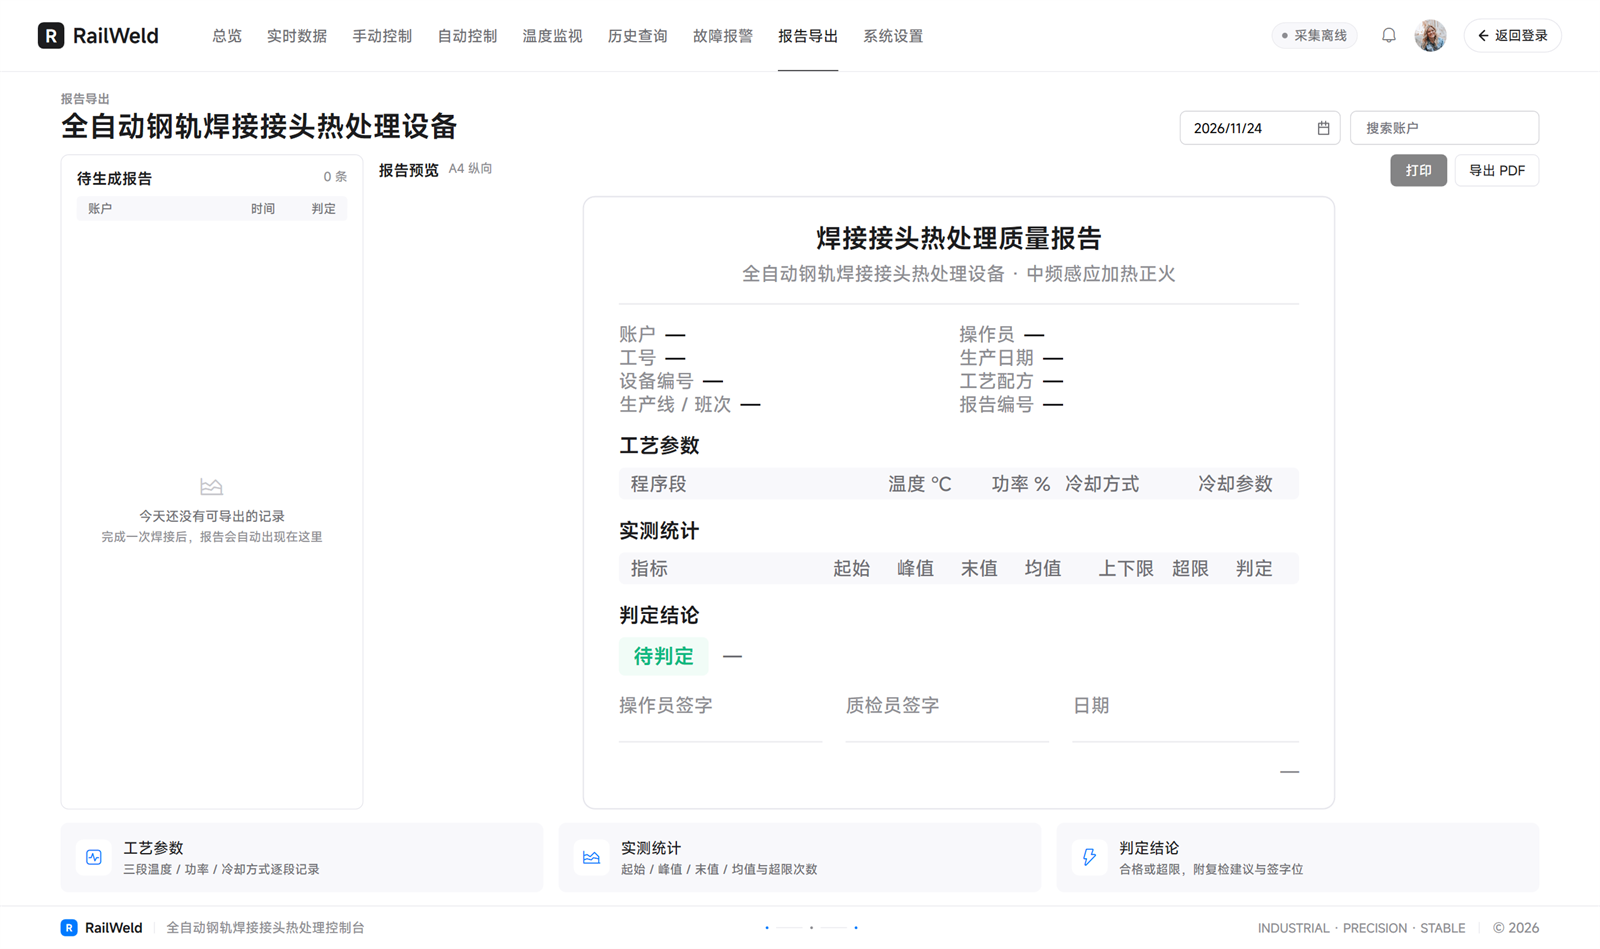 R RailWeld 总览 实时数据 手动控制 自动控制 温度监视 历史查询 故障报警 报告导出 系统设置 采集离线 返回登录
报告导出
全自动钢轨焊接接头热处理设备
2026/11/24 搜索账户
待生成报告 0 条
账户 时间 判定
今天还没有可导出的记录
完成一次焊接后，报告会自动出现在这里
报告预览 A4 纵向 打印 导出 PDF
焊接接头热处理质量报告
全自动钢轨焊接接头热处理设备 · 中频感应加热正火
账户 — 操作员 —
工号 — 生产日期 —
设备编号 — 工艺配方 —
生产线 / 班次 — 报告编号 —
工艺参数
程序段 温度 °C 功率 % 冷却方式 冷却参数
实测统计
指标 起始 峰值 末值 均值 上下限 超限 判定
判定结论
待判定 —
操作员签字 质检员签字 日期
—
工艺参数
三段温度 / 功率 / 冷却方式逐段记录
实测统计
起始 / 峰值 / 末值 / 均值与超限次数
判定结论
合格或超限，附复检建议与签字位
R RailWeld 全自动钢轨焊接接头热处理控制台 INDUSTRIAL · PRECISION · STABLE © 2026